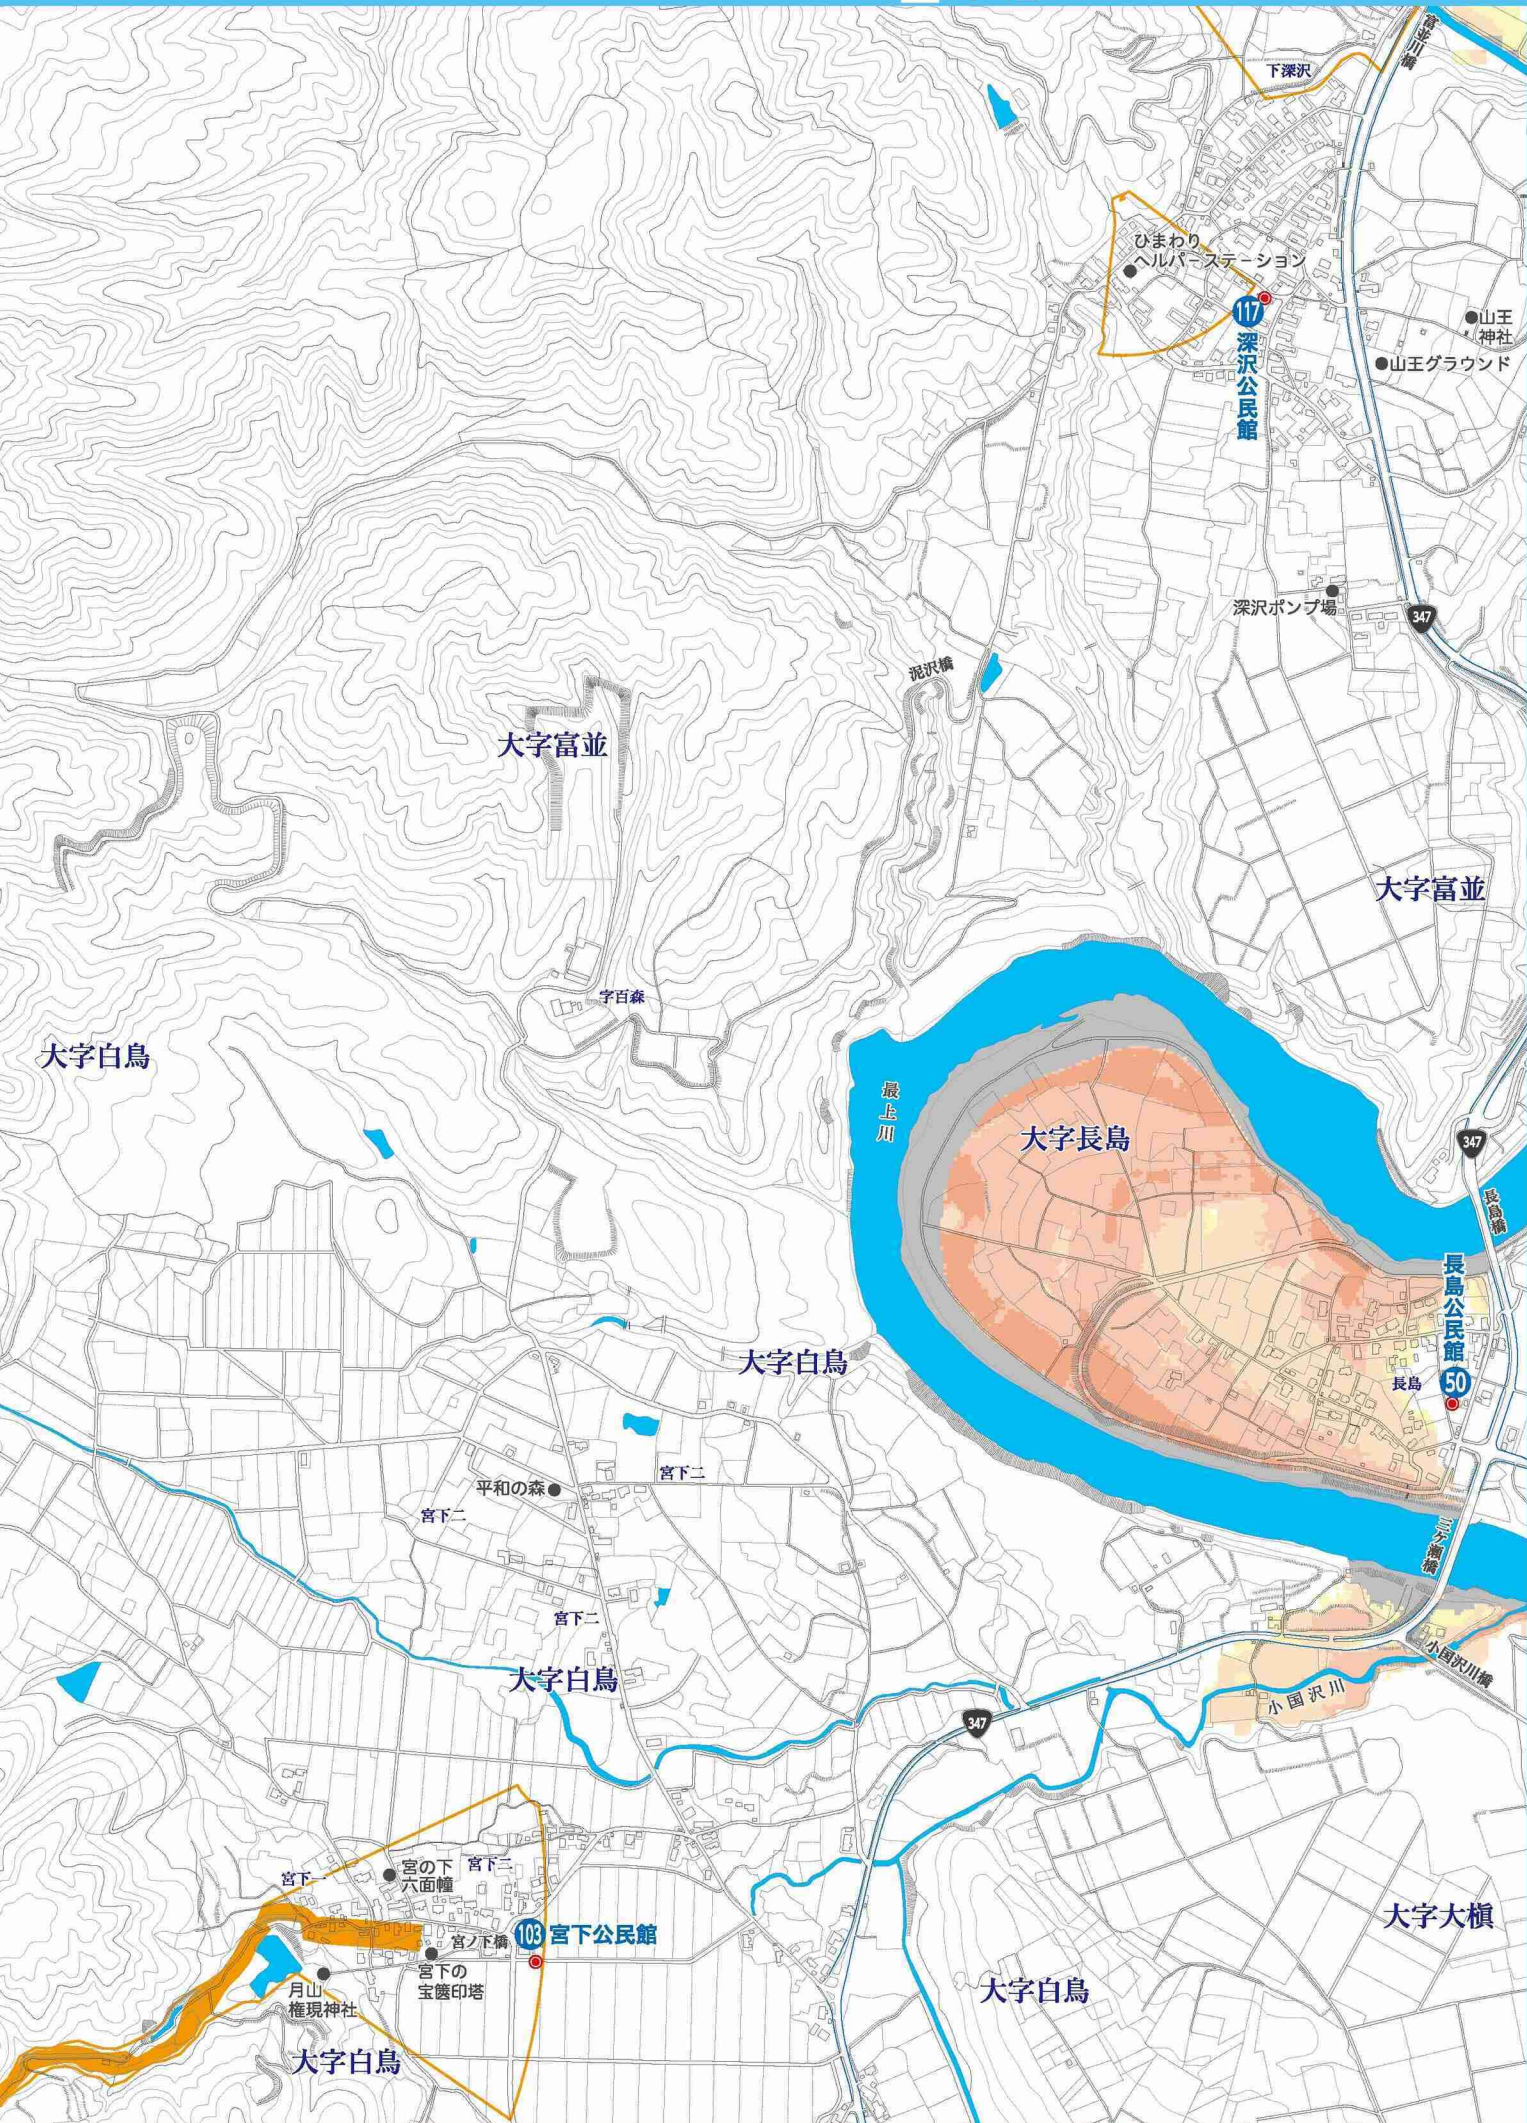 富並川橋
下深沢
ひまわり
ヘルパーステーション
117
深沢公民館
山王
神社
山王グラウンド
深沢ポンプ場
347
泥沢橋
大字富並
大字富並
字百森
大字白鳥
最上川
大字長島
347
長島橋
長島公民館
50
長島
大字白鳥
宮下二
平和の森
宮下二
三ケ瀬橋
宮下二
大字白鳥
小国沢川橋
小国沢川
347
宮の下
六面幢
宮下二
宮下一
103
宮下公民館
宮ノ下橋
宮下の
宝篋印塔
月山
権現神社
大字大槇
大字白鳥
大字白鳥